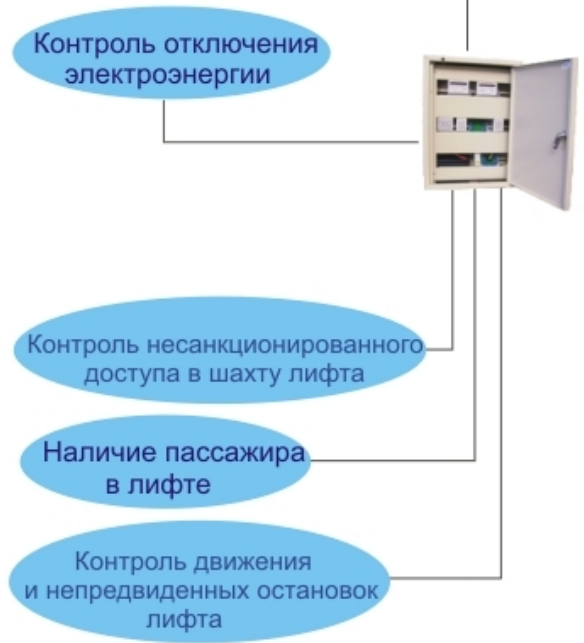 Контроль отключения
электроэнергии
Контроль несанкционированного
доступа в шахту лифта
Наличие пассажира
в лифте
Контроль движения
и непредвиденных остановок
лифта